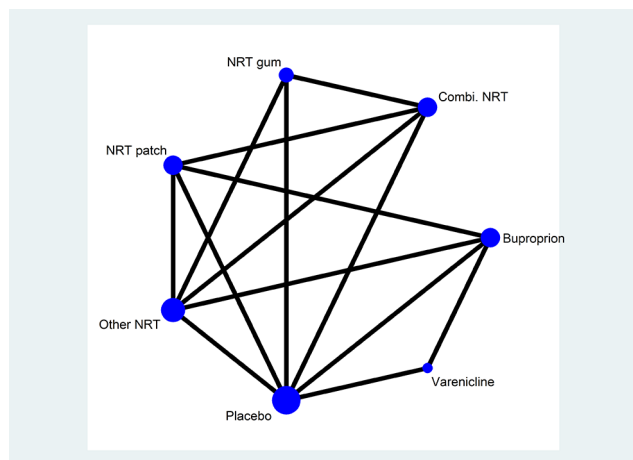 NRT gum
Combi. NRT
NRT patch
Buproprion
Other NRT
Varenicline
Placebo